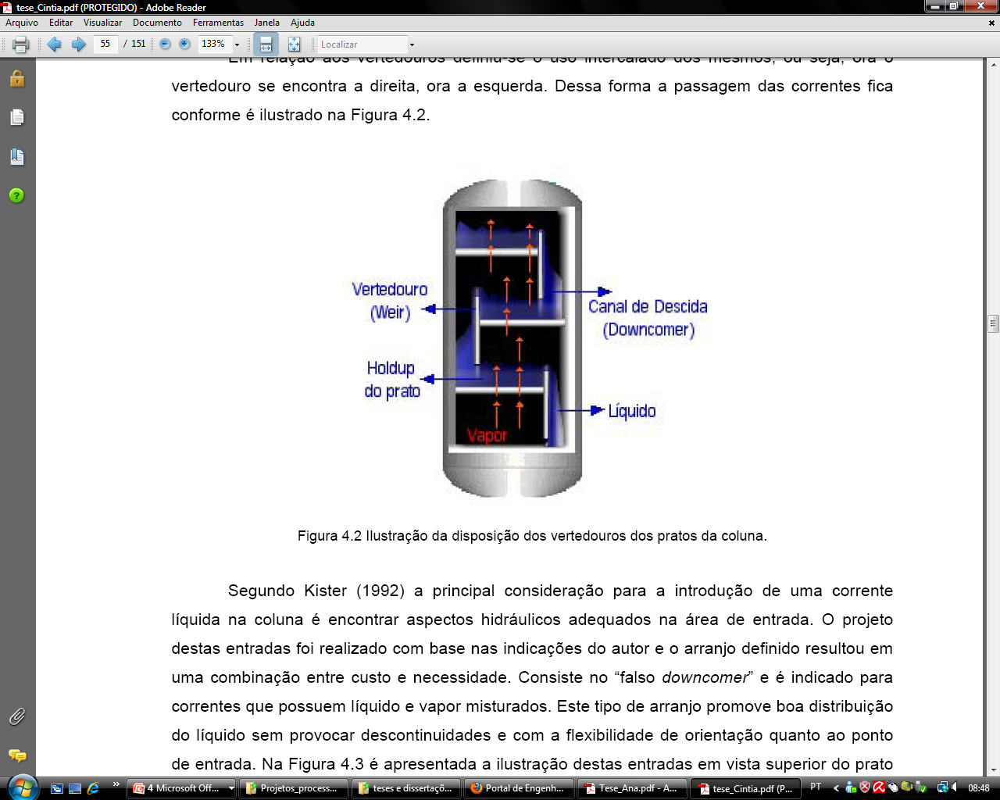 tese_Cintia.pdf (PROTEGIDO) - Adobe Reader
Arquivo Editar Visualizar Documento Ferramentas Janela Ajuda
55 / 151 133% Localizar
Em relação aos vertedouros definiu-se o uso intercalado dos mesmos, ou seja, ora o
vertedouro se encontra a direita, ora a esquerda. Dessa forma a passagem das correntes fica
conforme é ilustrado na Figura 4.2.
Vertedouro
(Weir)
Canal de Descida
(Downcomer)
Holdup
do prato
Líquido
Vapor
Figura 4.2 Ilustração da disposição dos vertedouros dos pratos da coluna.
Segundo Kister (1992) a principal consideração para a introdução de uma corrente
líquida na coluna é encontrar aspectos hidráulicos adequados na área de entrada. O projeto
destas entradas foi realizado com base nas indicações do autor e o arranjo definido resultou em
uma combinação entre custo e necessidade. Consiste no “falso downcomer” e é indicado para
correntes que possuem líquido e vapor misturados. Este tipo de arranjo promove boa distribuição
do líquido sem provocar descontinuidades e com a flexibilidade de orientação quanto ao ponto
de entrada. Na Figura 4.3 é apresentada a ilustração destas entradas em vista superior do prato
4 Microsoft Off... Projetos_process... teses e dissertaçõ... Portal de Engenh... Tese_Ana.pdf - A... tese_Cintia.pdf (P... PT 08:48